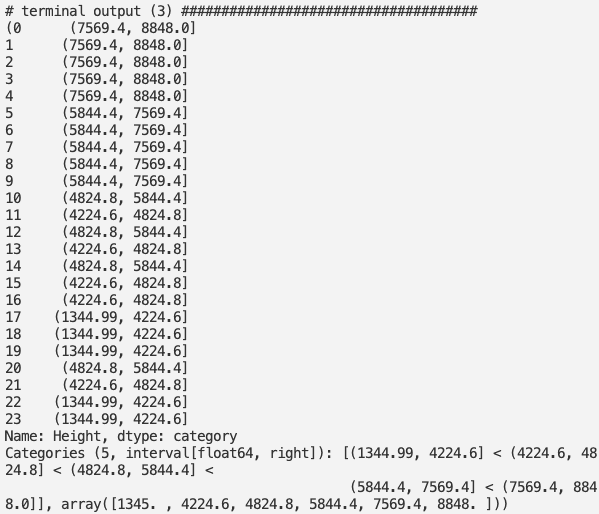 # terminal output (3) #####################################
(0      (7569.4, 8848.0]
1      (7569.4, 8848.0]
2      (7569.4, 8848.0]
3      (7569.4, 8848.0]
4      (7569.4, 8848.0]
5      (5844.4, 7569.4]
6      (5844.4, 7569.4]
7      (5844.4, 7569.4]
8      (5844.4, 7569.4]
9      (5844.4, 7569.4]
10     (4824.8, 5844.4]
11     (4224.6, 4824.8]
12     (4824.8, 5844.4]
13     (4224.6, 4824.8]
14     (4824.8, 5844.4]
15     (4224.6, 4824.8]
16     (4224.6, 4824.8]
17    (1344.99, 4224.6]
18    (1344.99, 4224.6]
19    (1344.99, 4224.6]
20     (4824.8, 5844.4]
21     (4224.6, 4824.8]
22    (1344.99, 4224.6]
23    (1344.99, 4224.6]
Name: Height, dtype: category
Categories (5, interval[float64, right]): [(1344.99, 4224.6] < (4224.6, 48
24.8] < (4824.8, 5844.4] <
                                           (5844.4, 7569.4] < (7569.4, 884
8.0]], array([1345. , 4224.6, 4824.8, 5844.4, 7569.4, 8848. ]))